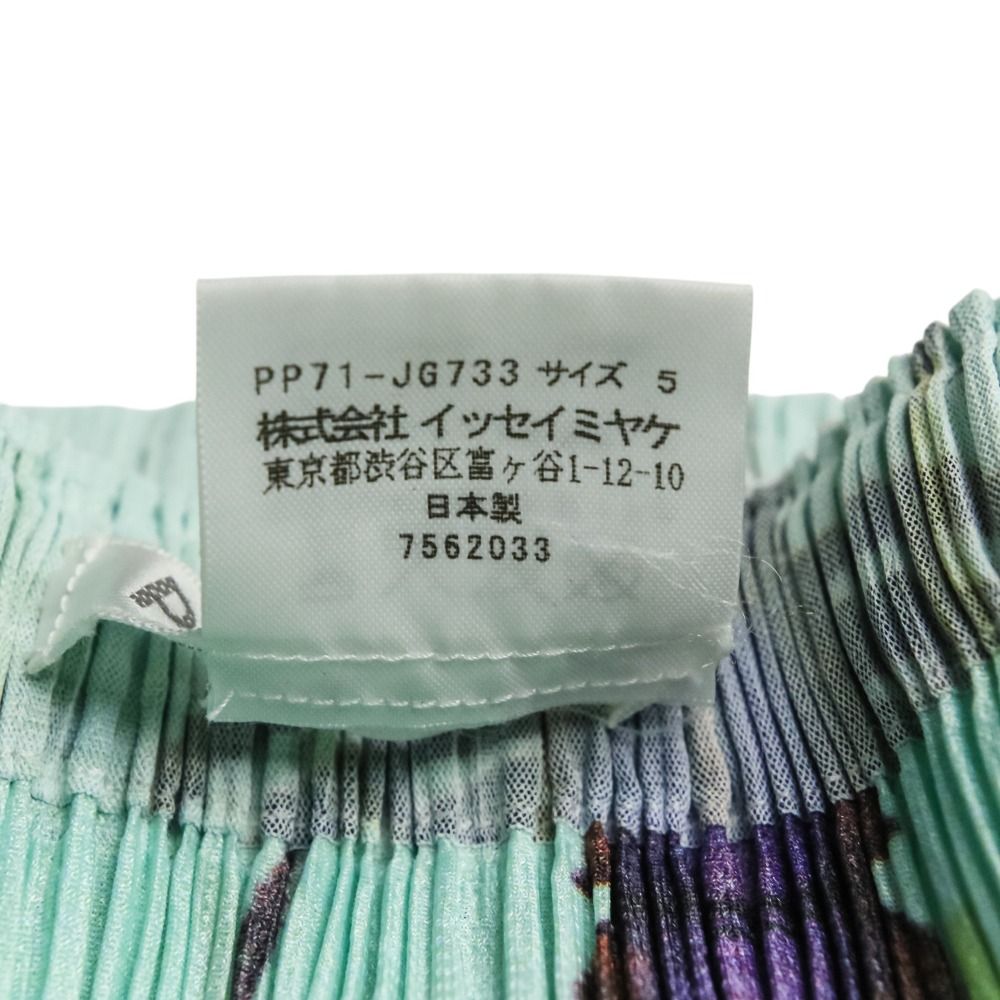 PP71-JG733 サイズ 5
株式会社 イッセイミヤケ
東京都渋谷区富ヶ谷1-12-10
日本製
7562033